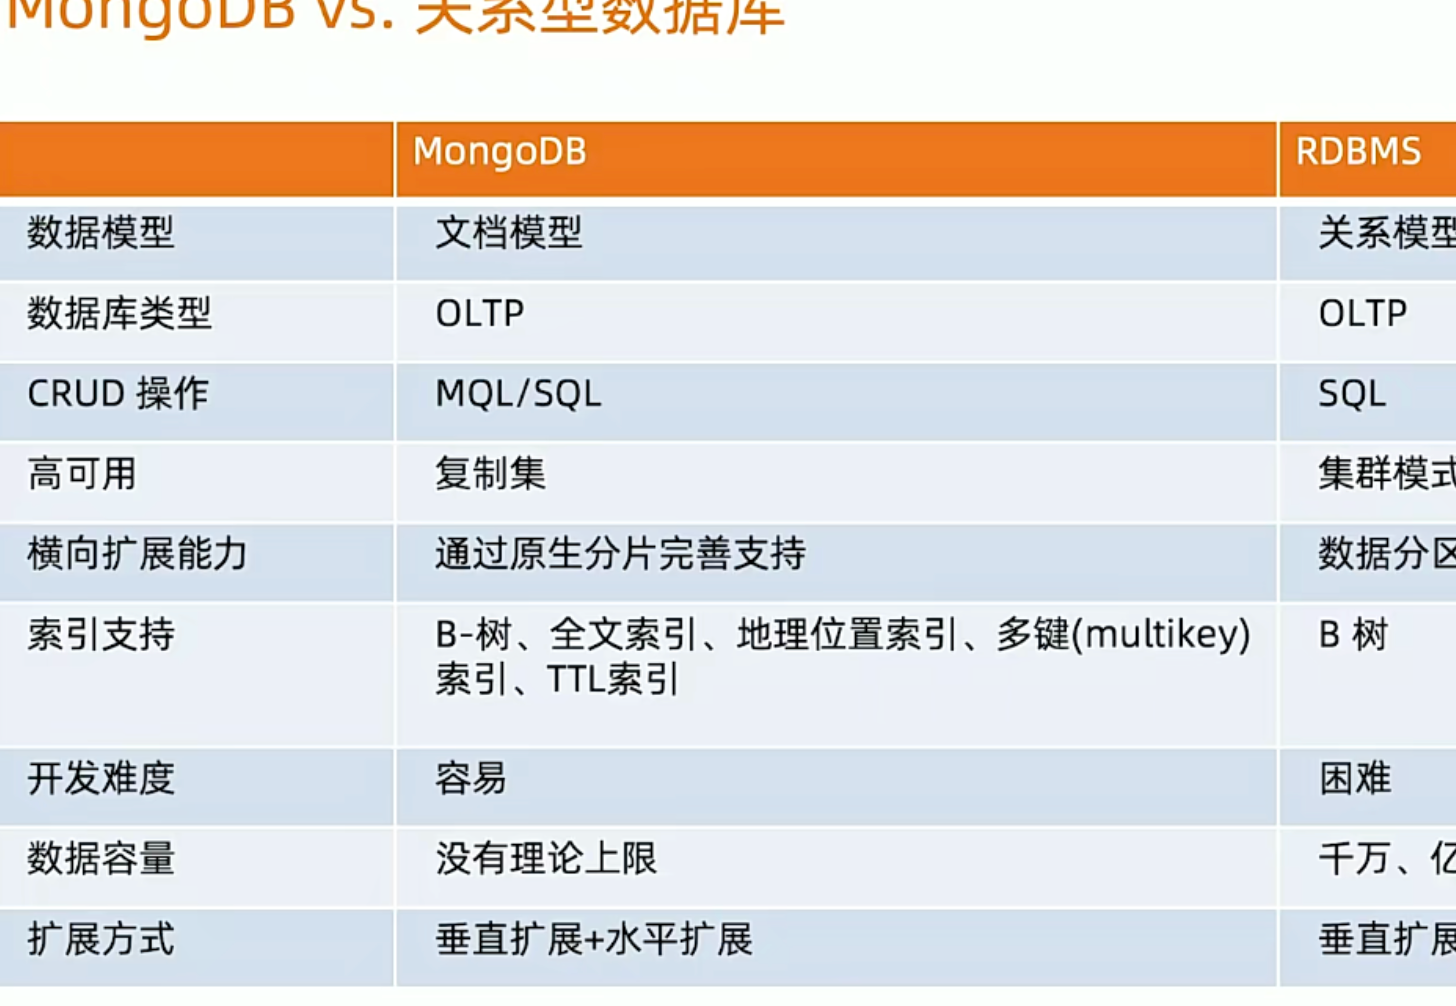 MongoDB vs. 关系型数据库
MongoDB RDBMS
数据模型 文档模型 关系模型
数据库类型 OLTP OLTP
CRUD 操作 MQL/SQL SQL
高可用 复制集 集群模式
横向扩展能力 通过原生分片完善支持 数据分区
索引支持 B-树、全文索引、地理位置索引、多键(multikey) B 树
索引、TTL索引
开发难度 容易 困难
数据容量 没有理论上限 千万、亿
扩展方式 垂直扩展+水平扩展 垂直扩展